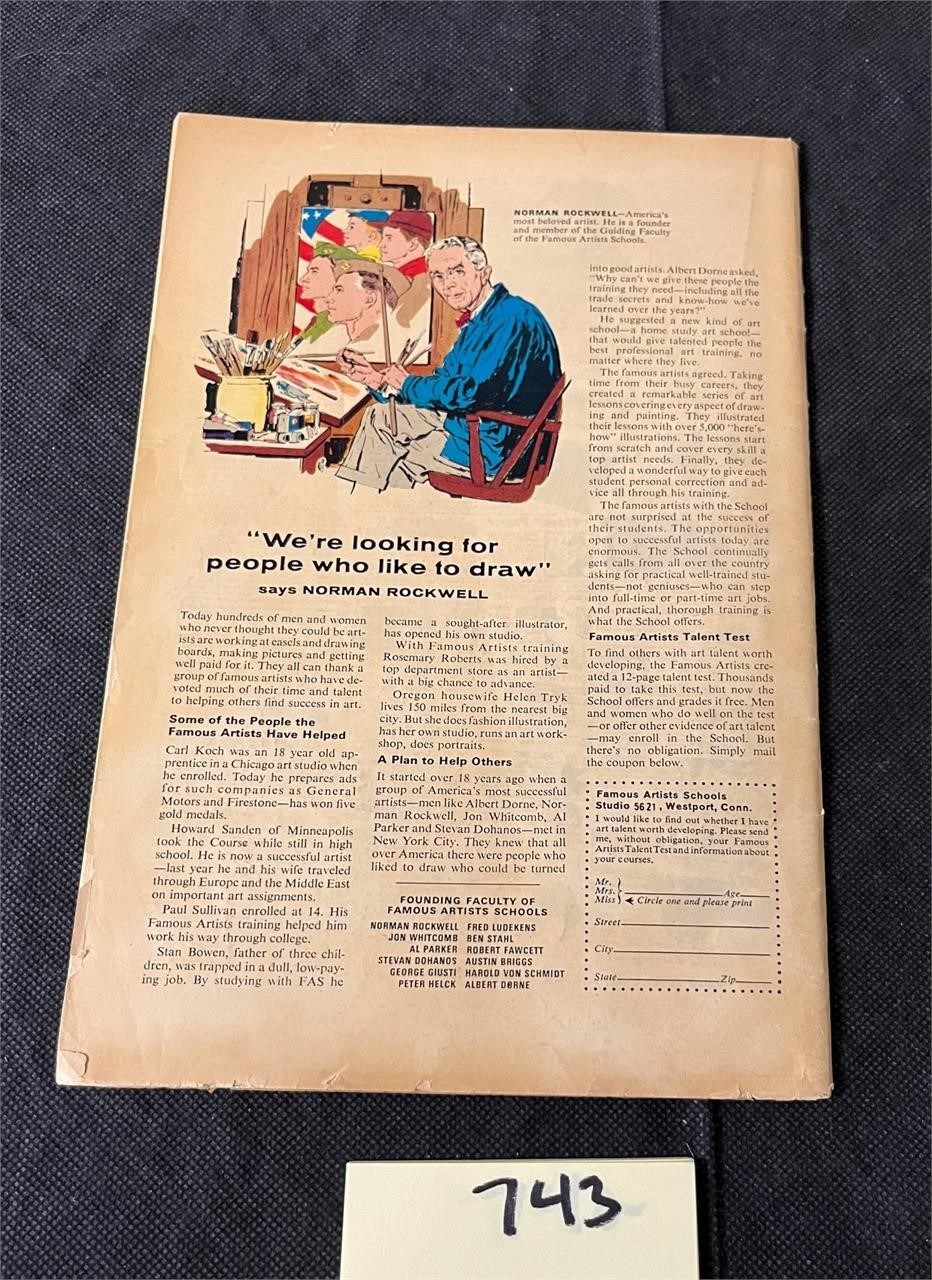 NORMAN ROCKWELL—America's
most beloved artist. He is a founder
and member of the Guiding Faculty
of the Famous Artists Schools.
"We're looking for
people who like to draw"
says NORMAN ROCKWELL
Today hundreds of men and women
who never thought they could be art-
ists are working at easels and drawing
boards, making pictures and getting
well paid for it. They all can thank a
group of famous artists who have de-
voted much of their time and talent
to helping others find success in art.
Some of the People the
Famous Artists Have Helped
Carl Koch was an 18 year old ap-
prentice in a Chicago art studio when
he enrolled. Today he prepares ads
for such companies as General
Motors and Firestone—has won five
gold medals.
Howard Sanden of Minneapolis
took the Course while still in high
school. He is now a successful artist
—last year he and his wife traveled
through Europe and the Middle East
on important art assignments.
Paul Sullivan enrolled at 14. His
Famous Artists training helped him
work his way through college.
Stan Bowen, father of three chil-
dren, was trapped in a dull, low-pay-
ing job. By studying with FAS he
became a sought-after illustrator,
has opened his own studio.
With Famous Artists training
Rosemary Roberts was hired by a
top department store as an artist—
with a big chance to advance.
Oregon housewife Helen Tryk
lives 150 miles from the nearest big
city. But she does fashion illustration,
has her own studio, runs an art work-
shop, does portraits.
A Plan to Help Others
It started over 18 years ago when a
group of America's most successful
artists—men like Albert Dorne, Nor-
man Rockwell, Jon Whitcomb, Al
Parker and Stevan Dohanos—met in
New York City. They knew that all
over America there were people who
liked to draw who could be turned
FOUNDING FACULTY OF
FAMOUS ARTISTS SCHOOLS
NORMAN ROCKWELL FRED LUDEKENS
JON WHITCOMB BEN STAHL
AL PARKER ROBERT FAWCETT
STEVAN DOHANOS AUSTIN BRIGGS
GEORGE GIUSTI HAROLD VON SCHMIDT
PETER HELCK ALBERT DORNE
into good artists. Albert Dorne asked,
"Why can't we give these people the
training they need—including all the
trade secrets and know-how we've
learned over the years?"
He suggested a new kind of art
school—a home study art school—
that would give talented people the
best professional art training, no
matter where they live.
The famous artists agreed. Taking
time from their busy careers, they
created a remarkable series of art
lessons covering every aspect of draw-
ing and painting. They illustrated
their lessons with over 5,000 "here's-
how" illustrations. The lessons start
from scratch and cover every skill a
top artist needs. Finally, they de-
veloped a wonderful way to give each
student personal correction and ad-
vice all through his training.
The famous artists with the School
are not surprised at the success of
their students. The opportunities
open to successful artists today are
enormous. The School continually
gets calls from all over the country
asking for practical well-trained stu-
dents—not geniuses—who can step
into full-time or part-time art jobs.
And practical, thorough training is
what the School offers.
Famous Artists Talent Test
To find others with art talent worth
developing, the Famous Artists cre-
ated a 12-page talent test. Thousands
paid to take this test, but now the
School offers and grades it free. Men
and women who do well on the test
—or offer other evidence of art talent
—may enroll in the School. But
there's no obligation. Simply mail
the coupon below.
Famous Artists Schools
Studio 5621, Westport, Conn.
I would like to find out whether I have
art talent worth developing. Please send
me, without obligation, your Famous
Artists Talent Test and information about
your courses.
Mr.
Mrs. Age
Miss Circle one and please print
Street
City
State Zip
743